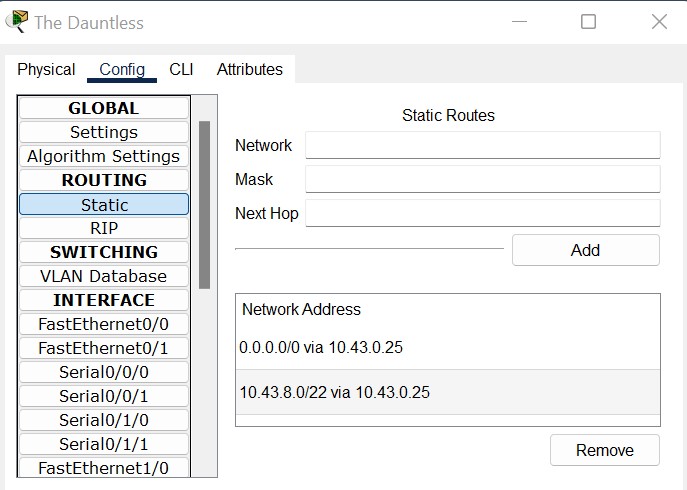 The Dauntless
Physical Config CLI Attributes
GLOBAL
Settings
Algorithm Settings
ROUTING
Static
RIP
SWITCHING
VLAN Database
INTERFACE
FastEthernet0/0
FastEthernet0/1
Serial0/0/0
Serial0/0/1
Serial0/1/0
Serial0/1/1
FastEthernet1/0
Static Routes
Network
Mask
Next Hop
Add
Network Address
0.0.0.0/0 via 10.43.0.25
10.43.8.0/22 via 10.43.0.25
Remove